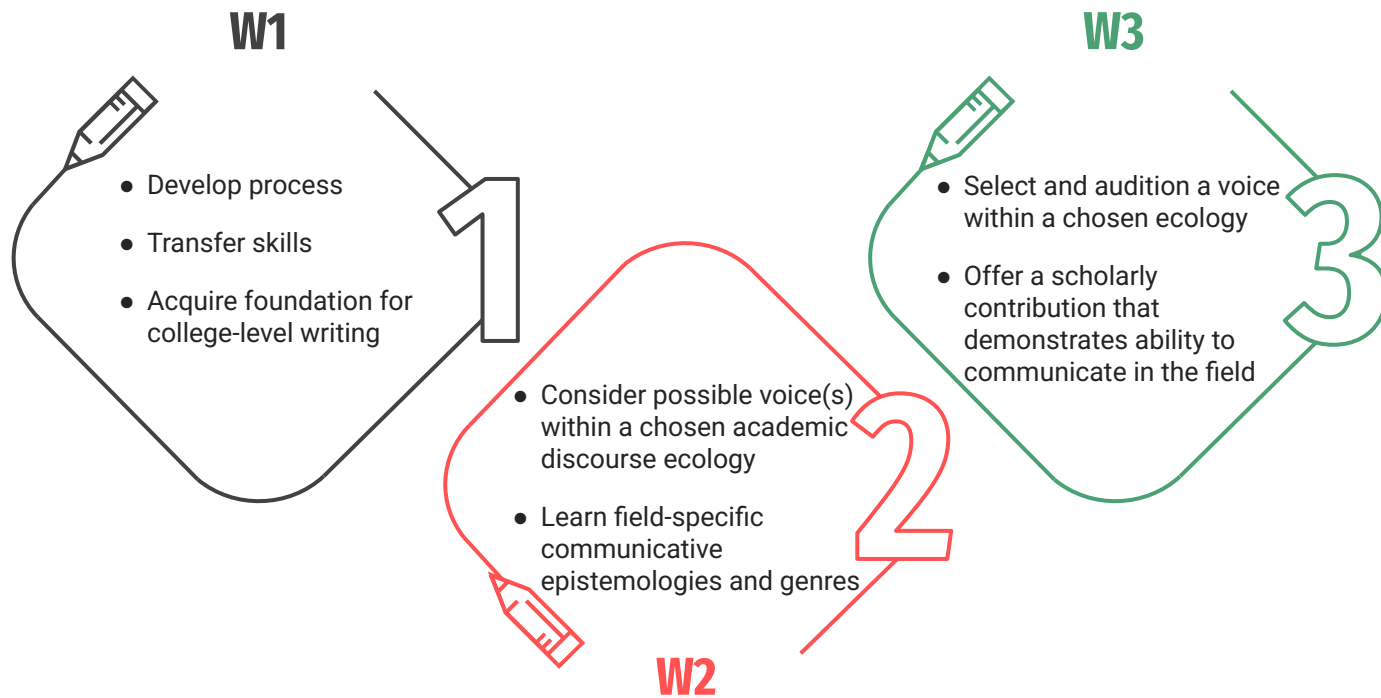 W1
● Develop process
● Transfer skills
● Acquire foundation for
college-level writing
1
● Consider possible voice(s)
within a chosen academic
discourse ecology
● Learn field-specific
communicative
epistemologies and genres
2
W2
W3
● Select and audition a voice
within a chosen ecology
● Offer a scholarly
contribution that
demonstrates ability to
communicate in the field
3